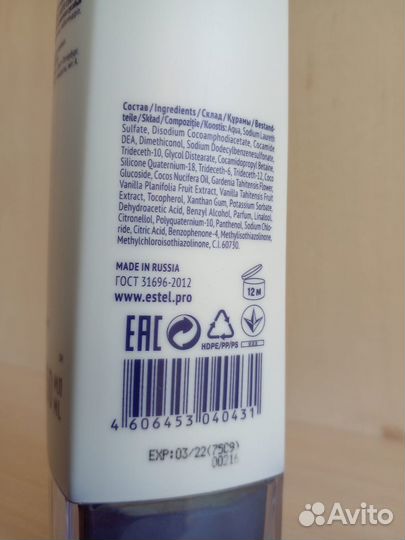 Состав/Ingredients/Склад/Құрамы/Bestand-
teile/Skład/Compoziție/Koostis: Aqua, Sodium Laureth
Sulfate, Disodium Cocoamphodiacetate, Cocamide
DEA, Dimethiconol, Sodium Dodecylbenzenesulfonate,
Trideceth-10, Glycol Distearate, Cocamidopropyl Betaine,
Silicone Quaternium-18, Trideceth-6, Trideceth-12, Coco
Glucoside, Cocos Nucifera Oil, Gardenia Tahitensis Flower,
Vanilla Planifolia Fruit Extract, Vanilla Tahitensis Fruit
Extract, Tocopherol, Xanthan Gum, Potassium Sorbate,
Dehydroacetic Acid, Benzyl Alcohol, Parfum, Linalool,
Citronellol, Polyquaternium-10, Panthenol, Sodium Chlo-
ride, Citric Acid, Benzophenone-4, Methylisothiazolinone,
Methylchloroisothiazolinone, C.I. 60730.
MADE IN RUSSIA
ГОСТ 31696-2012
www.estel.pro
12 M
EAC
HDPE/PP/PS
4 606453 040431
EXP: 03/22(75C9)
00216
ML
Avito